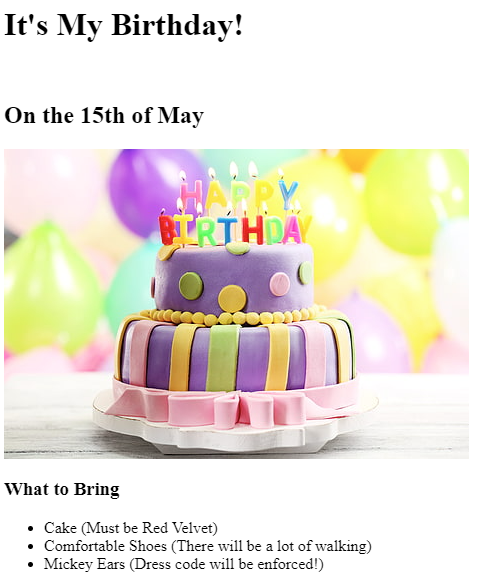 It's My Birthday!
On the 15th of May
HAPPY
BIRTHDAY
What to Bring
Cake (Must be Red Velvet)
Comfortable Shoes (There will be a lot of walking)
Mickey Ears (Dress code will be enforced!)